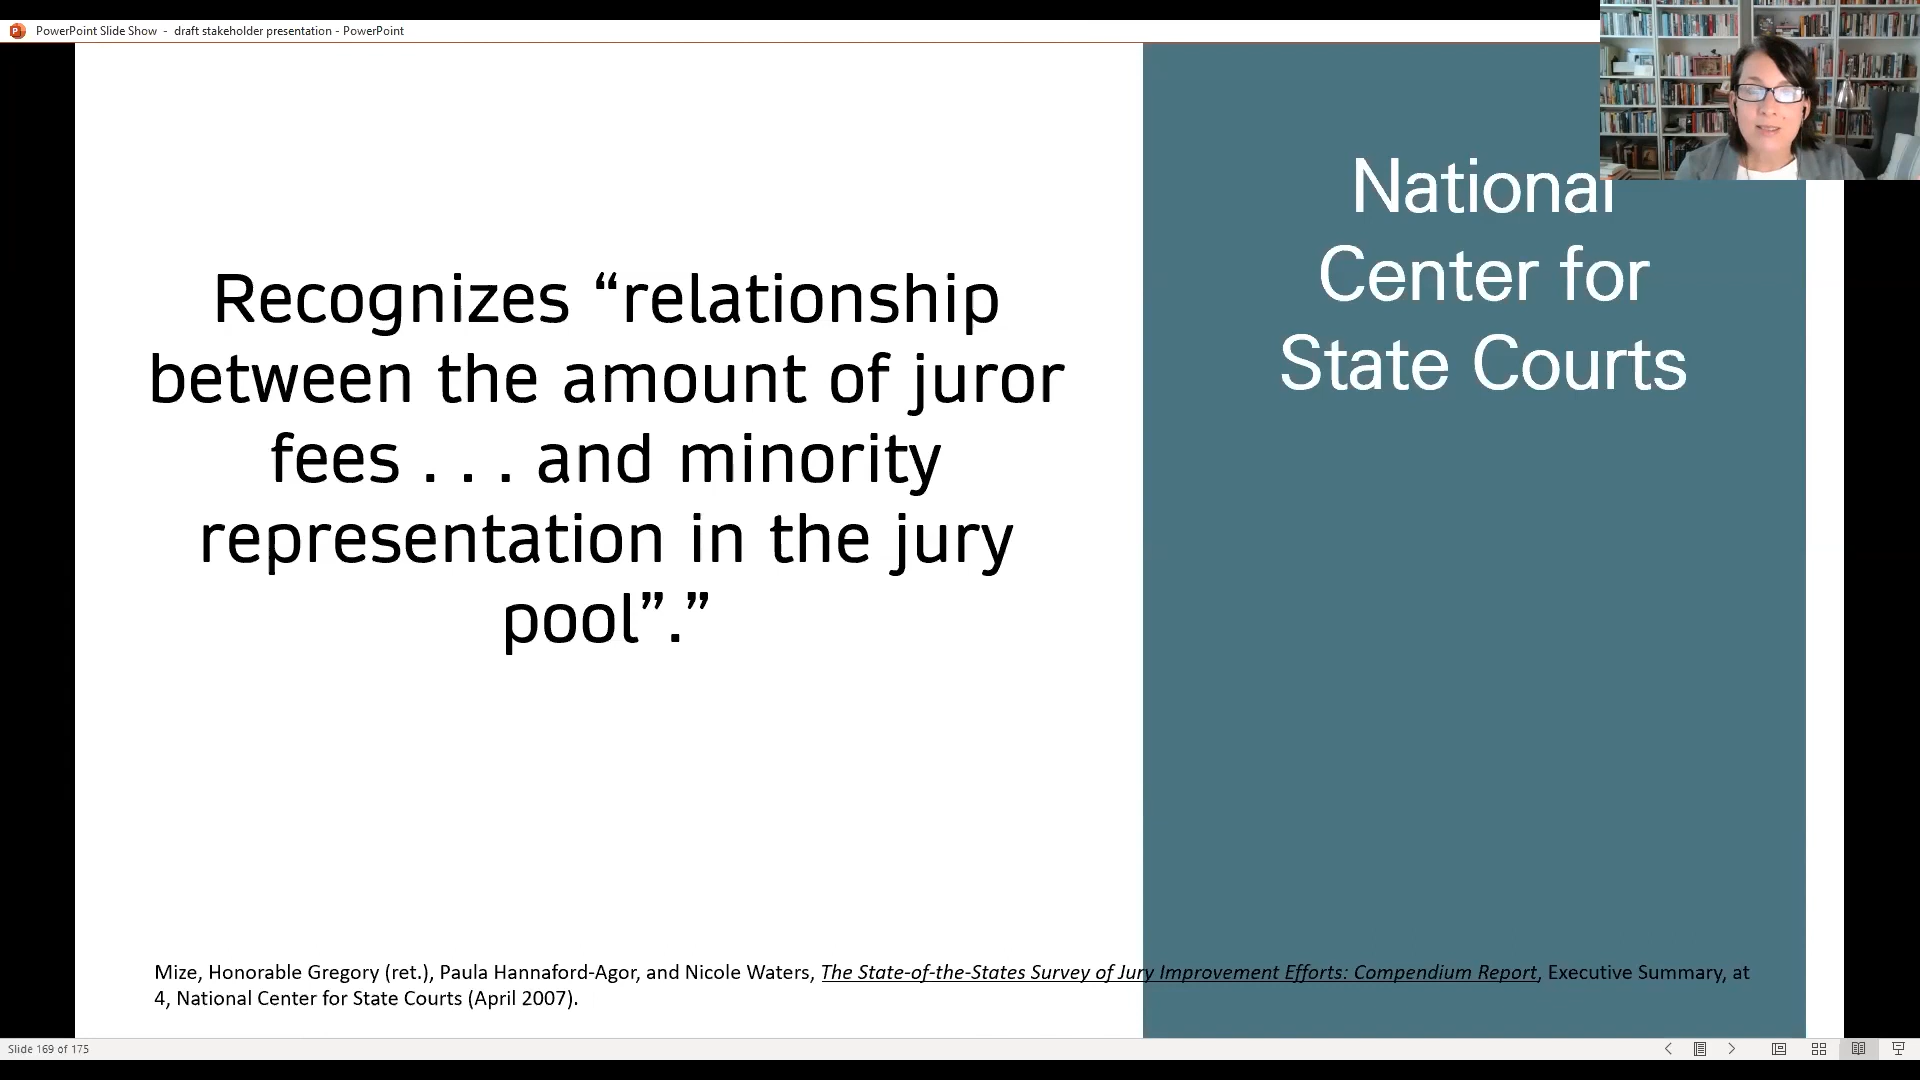 PowerPoint Slide Show - draft stakeholder presentation - PowerPoint
National
Center for
State Courts
Recognizes “relationship
between the amount of juror
fees . . . and minority
representation in the jury
pool”.”
Mize, Honorable Gregory (ret.), Paula Hannaford-Agor, and Nicole Waters, The State-of-the-States Survey of Jury Improvement Efforts: Compendium Report, Executive Summary, at
4, National Center for State Courts (April 2007).
Slide 169 of 175